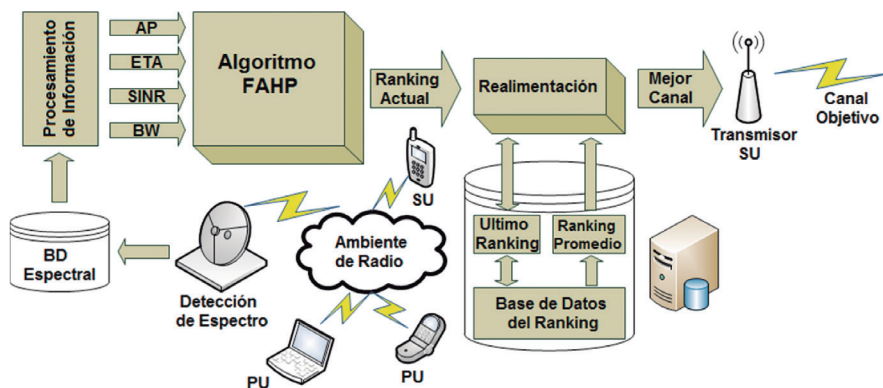 Procesamiento
de Información
AP
ETA
SINR
BW
Algoritmo
FAHP
Ranking
Actual
Realimentación
Mejor
Canal
Transmisor
SU
Canal
Objetivo
SU
BD
Espectral
Detección
de Espectro
Ambiente
de Radio
PU
PU
Ultimo
Ranking
Ranking
Promedio
Base de Datos
del Ranking